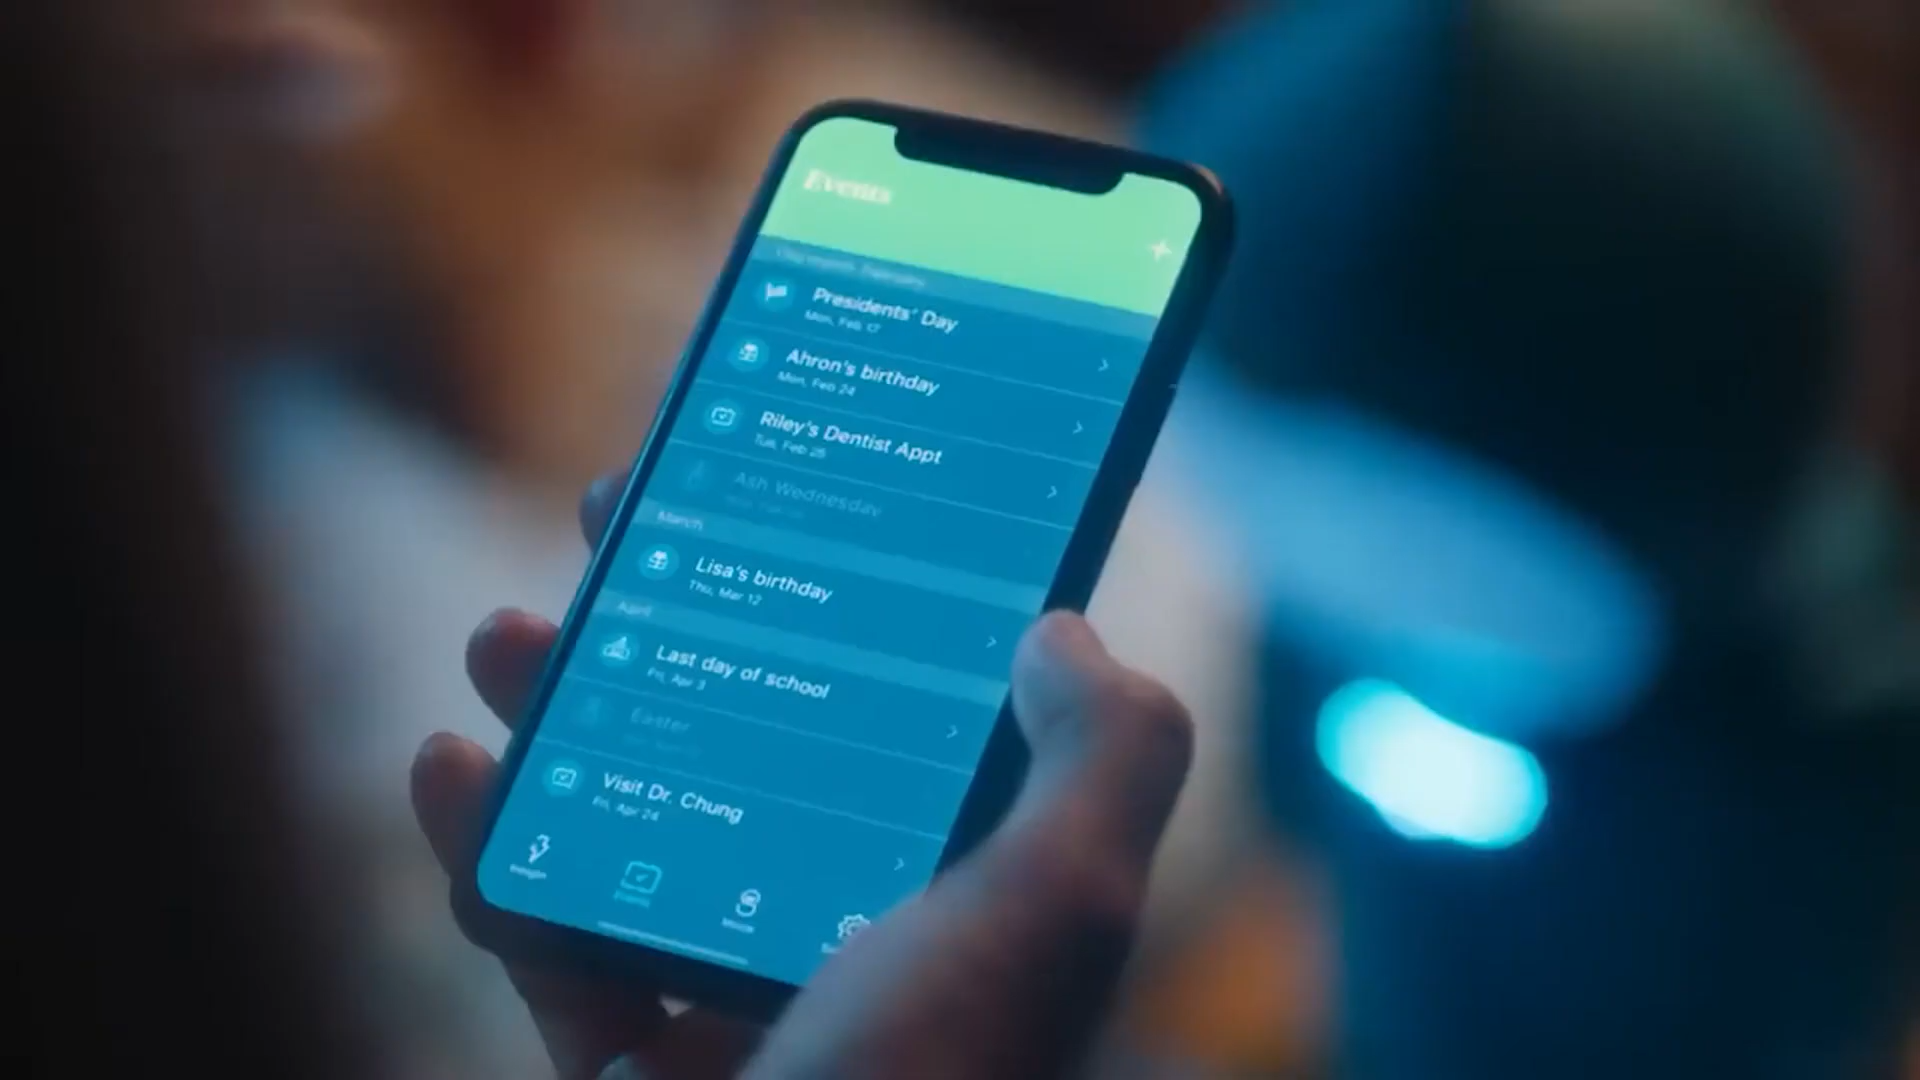 Events
Presidents' Day
Mon, Feb 17
Ahron's birthday
Mon, Feb 24
Riley's Dentist Appt
Tue, Feb 25
Ash Wednesday
March
Lisa's birthday
Thu, Mar 12
April
Last day of school
Fri, Apr 3
Easter
Visit Dr. Chung
Fri, Apr 24
Events